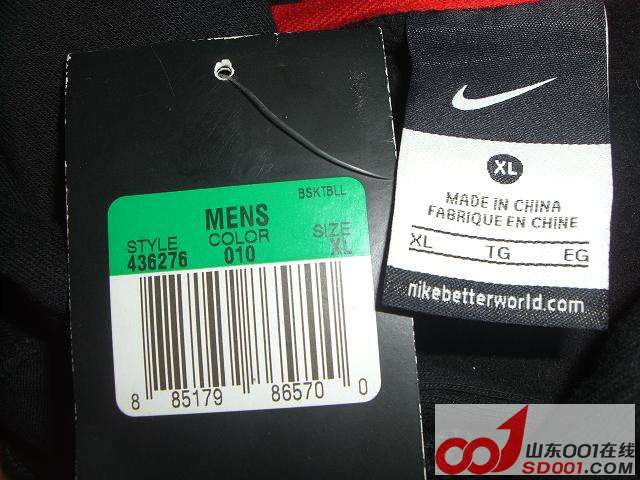 BSKTBLL
MENS
STYLE COLOR SIZE
436276 010 XL
8 85179 86570 0
XL
MADE IN CHINA
FABRIQUE EN CHINE
XL TG EG
nikebetterworld.com
山东001在线
SD001.com